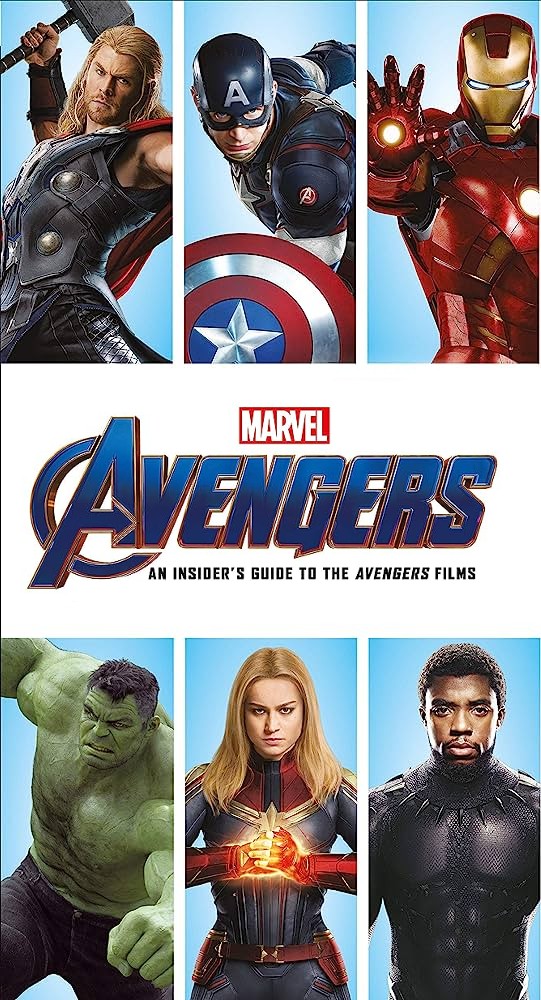 A
A
MARVEL
AVENGERS
AN INSIDER'S GUIDE TO THE AVENGERS FILMS